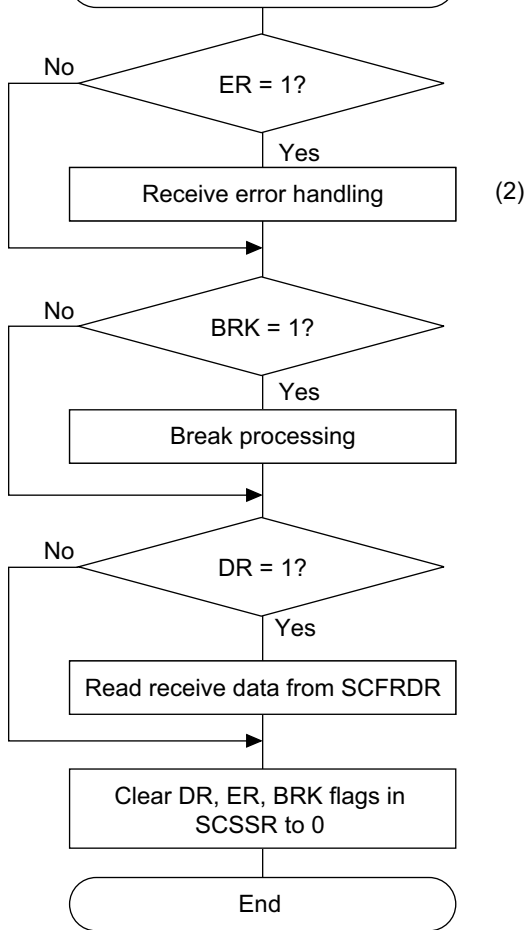 No
ER = 1?
Yes
Receive error handling
(2)
No
BRK = 1?
Yes
Break processing
No
DR = 1?
Yes
Read receive data from SCFRDR
Clear DR, ER, BRK flags in
SCSSR to 0
End